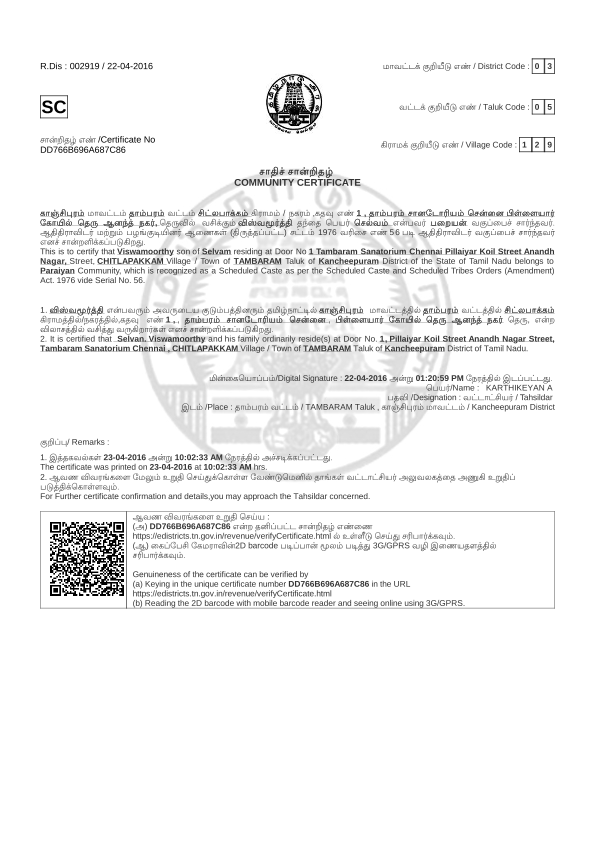 R.Dis : 002919 / 22-04-2016
மாவட்டக் குறியீடு எண் / District Code : 0 3
SC
வட்டக் குறியீடு எண் / Taluk Code : 0 5
சான்றிதழ் எண் /Certificate No
DD766B696A687C86
கிராமக் குறியீடு எண் / Village Code : 1 2 9
சாதிச் சான்றிதழ்
COMMUNITY CERTIFICATE
காஞ்சிபுரம் மாவட்டம் தாம்பரம் வட்டம் சிட்லபாக்கம் கிராமம் / நகரம் ,கதவு எண் 1 , தாம்பரம் சானடோரியம் சென்னை பிள்ளையார்
கோயில் தெரு ஆனந்த் நகர், தெருவில் வசிக்கும் விஸ்வமூர்த்தி தந்தை பெயர் செல்வம் என்பவர் பறையன் வகுப்பைச் சார்ந்தவர்.
ஆதிதிராவிடர் மற்றும் பழங்குடியினர் ஆணைகள் (திருத்தப்பட்ட) சட்டம் 1976 வரிசை எண் 56 படி ஆதிதிராவிடர் வகுப்பைச் சார்ந்தவர்
எனச் சான்றளிக்கப்படுகிறது.
This is to certify that Viswamoorthy son of Selvam residing at Door No 1 Tambaram Sanatorium Chennai Pillaiyar Koil Street Anandh
Nagar, Street, CHITLAPAKKAM Village / Town of TAMBARAM Taluk of Kancheepuram District of the State of Tamil Nadu belongs to
Paraiyan Community, which is recognized as a Scheduled Caste as per the Scheduled Caste and Scheduled Tribes Orders (Amendment)
Act. 1976 vide Serial No. 56.
1. விஸ்வமூர்த்தி என்பவரும் அவருடைய குடும்பத்தினரும் தமிழ்நாட்டில் காஞ்சிபுரம் மாவட்டத்தில் தாம்பரம் வட்டத்தில் சிட்லபாக்கம்
கிராமத்தில்/நகரத்தில்,கதவு எண் 1 , , தாம்பரம் சானடோரியம் சென்னை , பிள்ளையார் கோயில் தெரு ஆனந்த் நகர் தெரு, என்ற
விலாசத்தில் வசித்து வருகிறார்கள் எனச் சான்றளிக்கப்படுகிறது.
2. It is certified that Selvan. Viswamoorthy and his family ordinarily reside(s) at Door No. 1, Pillaiyar Koil Street Anandh Nagar Street,
Tambaram Sanatorium Chennai , CHITLAPAKKAM Village / Town of TAMBARAM Taluk of Kancheepuram District of Tamil Nadu.
மின்கையொப்பம்/Digital Signature : 22-04-2016 அன்று 01:20:59 PM நேரத்தில் இடப்பட்டது.
பெயர்/Name : KARTHIKEYAN A
பதவி /Designation : வட்டாட்சியர் / Tahsildar
இடம் /Place : தாம்பரம் வட்டம் / TAMBARAM Taluk , காஞ்சிபுரம் மாவட்டம் / Kancheepuram District
குறிப்பு/ Remarks :
1. இத்தகவல்கள் 23-04-2016 அன்று 10:02:33 AM நேரத்தில் அச்சடிக்கப்பட்டது.
The certificate was printed on 23-04-2016 at 10:02:33 AM hrs.
2. ஆவண விவரங்களை மேலும் உறுதி செய்துக்கொள்ள வேண்டுமெனில் தாங்கள் வட்டாட்சியர் அலுவலகத்தை அணுகி உறுதிப்
படுத்திக்கொள்ளவும்.
For Further certificate confirmation and details,you may approach the Tahsildar concerned.
ஆவண விவரங்களை உறுதி செய்ய :
(அ) DD766B696A687C86 என்ற தனிப்பட்ட சான்றிதழ் எண்ணை
https://edistricts.tn.gov.in/revenue/verifyCertificate.html ல் உள்ளீடு செய்து சரிபார்க்கவும்.
(ஆ) கைப்பேசி கேமராவின்2D barcode படிப்பான் மூலம் படித்து 3G/GPRS வழி இணையதளத்தில்
சரிபார்க்கவும்.
Genuineness of the certificate can be verified by
(a) Keying in the unique certificate number DD766B696A687C86 in the URL
https://edistricts.tn.gov.in/revenue/verifyCertificate.html
(b) Reading the 2D barcode with mobile barcode reader and seeing online using 3G/GPRS.